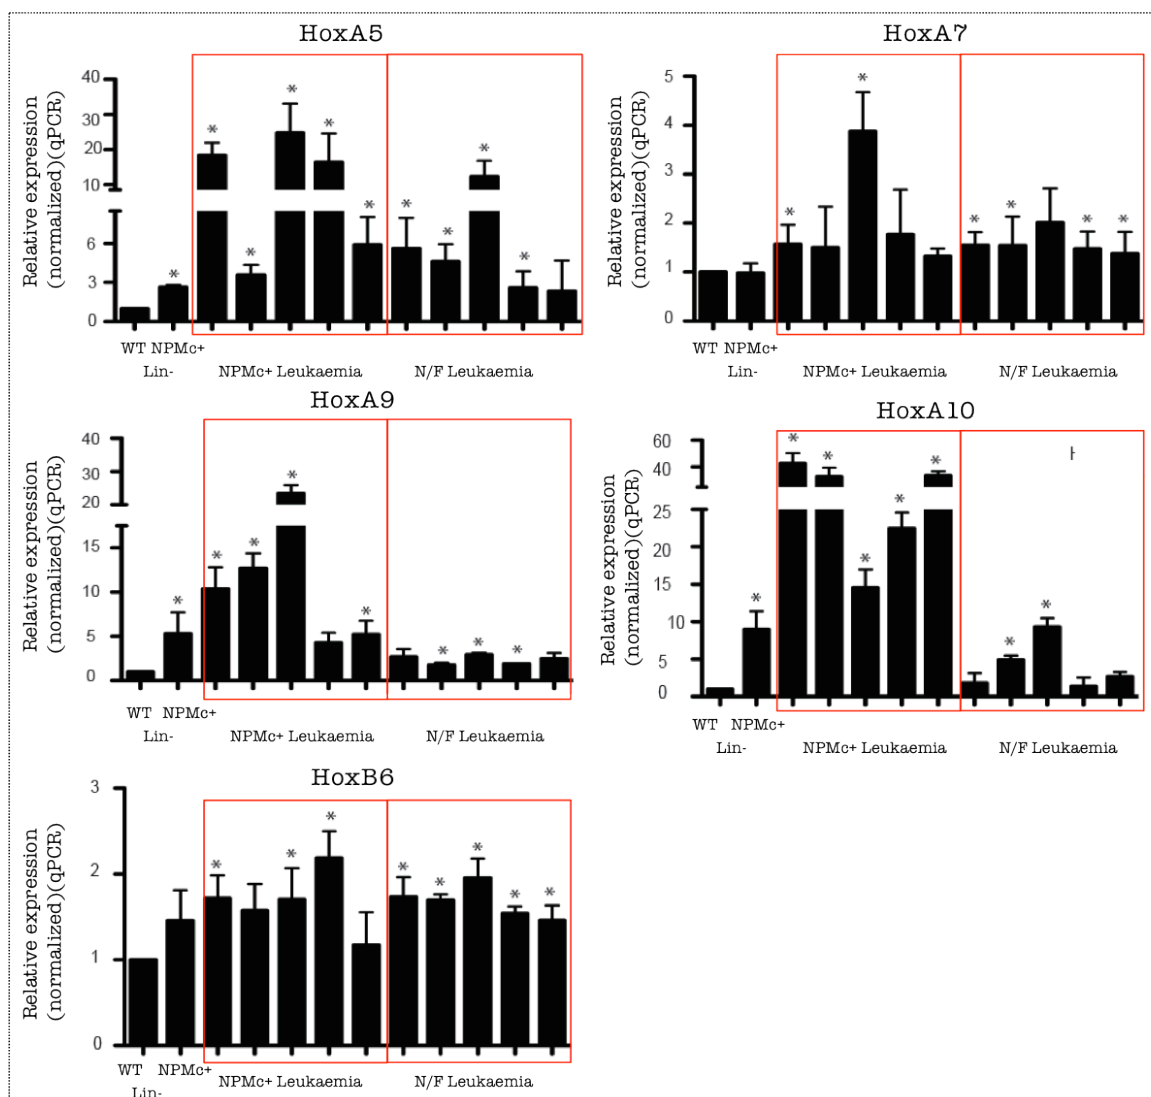 HoxA5
Relative expression
(normalized)(qPCR)
40
30
20
10
6
3
0
* * * * * * * * * *
WT NPMc+
Lin-
NPMc+ Leukaemia
N/F Leukaemia
HoxA7
Relative expression
(normalized)(qPCR)
5
4
3
2
1
0
* * * * * *
WT NPMc+
Lin-
NPMc+ Leukaemia
N/F Leukaemia
HoxA9
Relative expression
(normalized)(qPCR)
40
30
20
15
10
5
0
* * * * * * * *
WT NPMc+
Lin-
NPMc+ Leukaemia
N/F Leukaemia
HoxA10
Relative expression
(normalized)(qPCR)
60
40
25
20
15
10
5
0
* * * * * * * *
WT NPMc+
Lin-
NPMc+ Leukaemia
N/F Leukaemia
HoxB6
Relative expression
(normalized)(qPCR)
3
2
1
0
* * * * * * * *
WT NPMc+
Lin-
NPMc+ Leukaemia
N/F Leukaemia